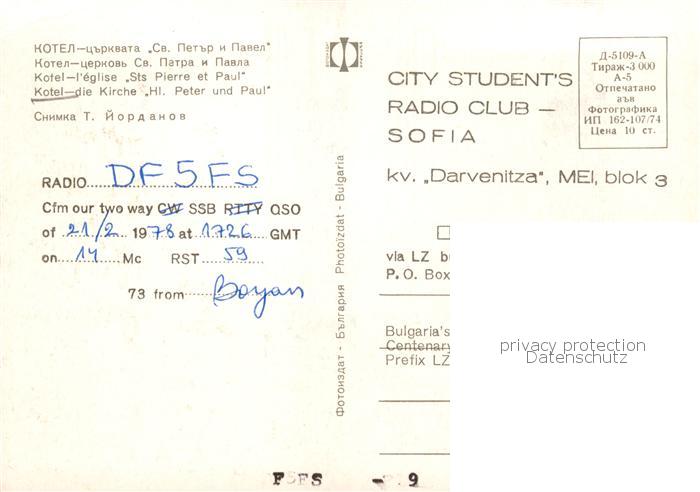 КОТЕЛ—църквата „Св. Петър и Павел"
Котел—церковь Св. Патра и Павла
Kotel—l'église „Sts Pierre et Paul"
Kotel—die Kirche „Hl. Peter und Paul"
Снимка Т. Йорданов
RADIO DF5FS
Cfm our two way CW SSB RTTY QSO
of 21/2 1978 at 1726 GMT
on 14 Mc RST 59
73 from Boyan
Фотоиздат - България Photoizdat - Bulgaria
CITY STUDENT'S
RADIO CLUB —
SOFIA
kv. „Darvenitza", MEI, blok 3
Д-5109-А
Тираж-3 000
А-5
Отпечатано
във
Фотографика
ИП 162-107/74
Цена 10 ст.
via LZ
P. O. Box
Bulgaria's
Centenary
Prefix LZ
privacy protection
Datenschutz
F5FS - 9